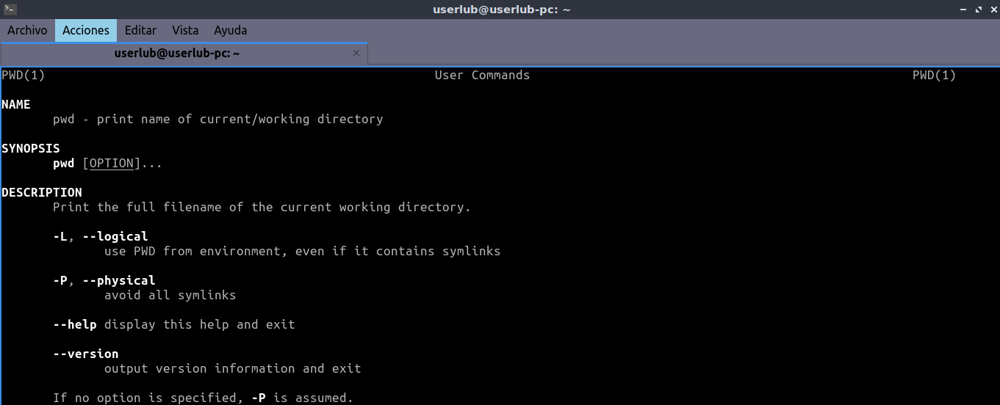 userlub@userlub-pc: ~
Archivo Acciones Editar Vista Ayuda
userlub@userlub-pc: ~
PWD(1) User Commands PWD(1)
NAME
pwd - print name of current/working directory
SYNOPSIS
pwd [OPTION]...
DESCRIPTION
Print the full filename of the current working directory.
-L, --logical
use PWD from environment, even if it contains symlinks
-P, --physical
avoid all symlinks
--help display this help and exit
--version
output version information and exit
If no option is specified, -P is assumed.